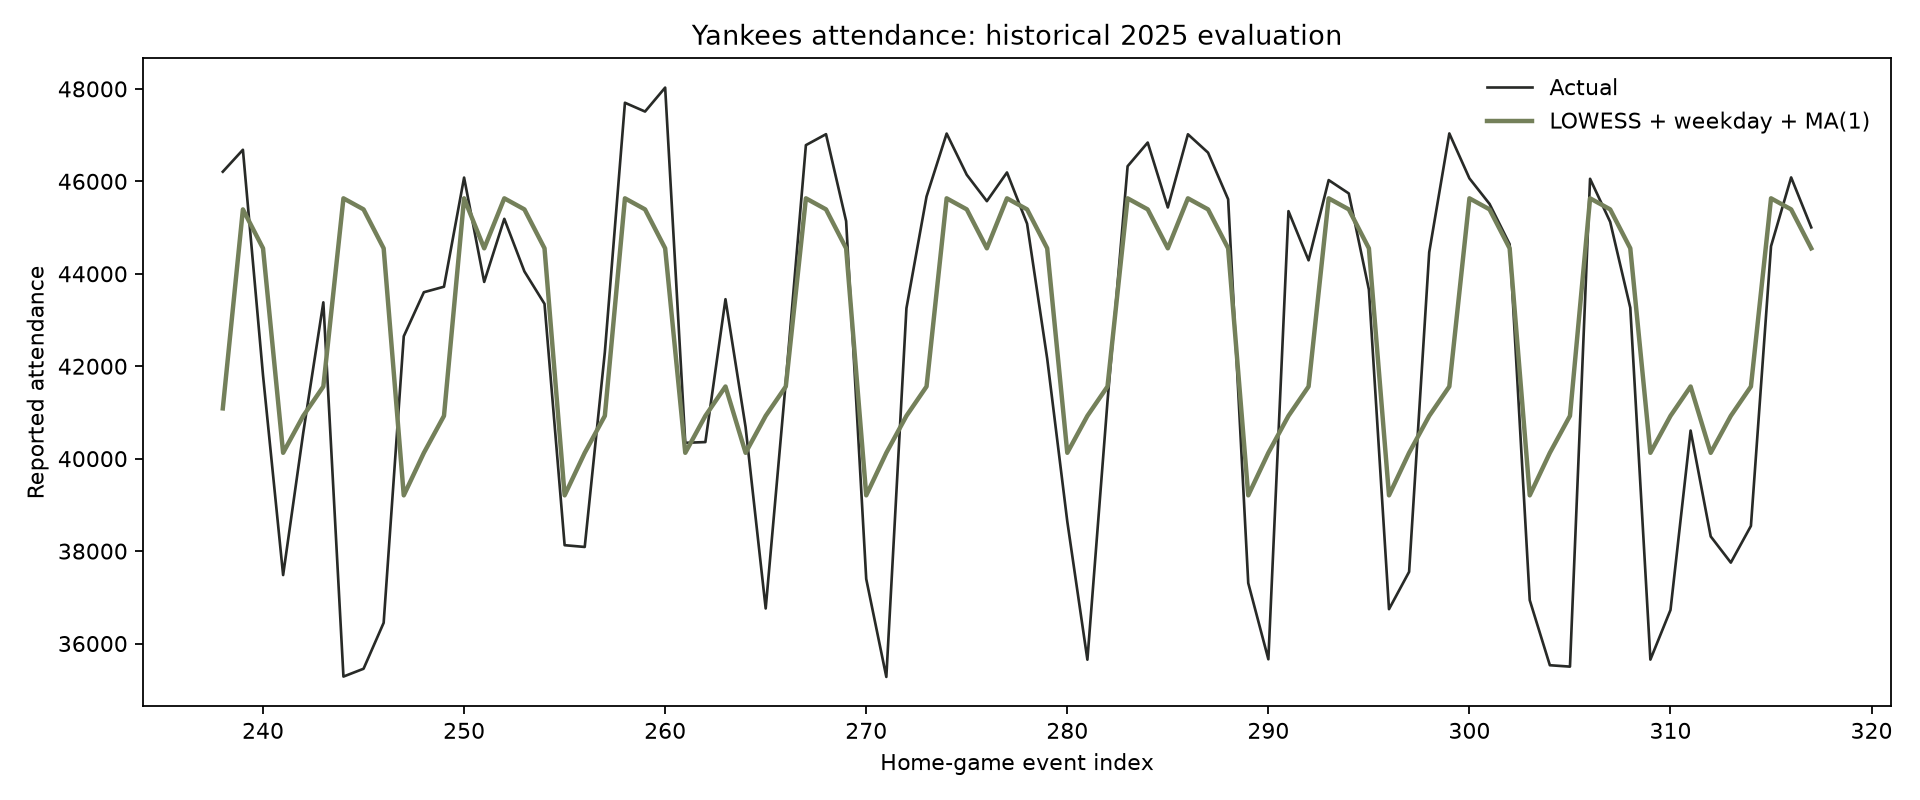 Yankees attendance: historical 2025 evaluation
Actual
LOWESS + weekday + MA(1)
Reported attendance
48000
46000
44000
42000
40000
38000
36000
240 250 260 270 280 290 300 310 320
Home-game event index